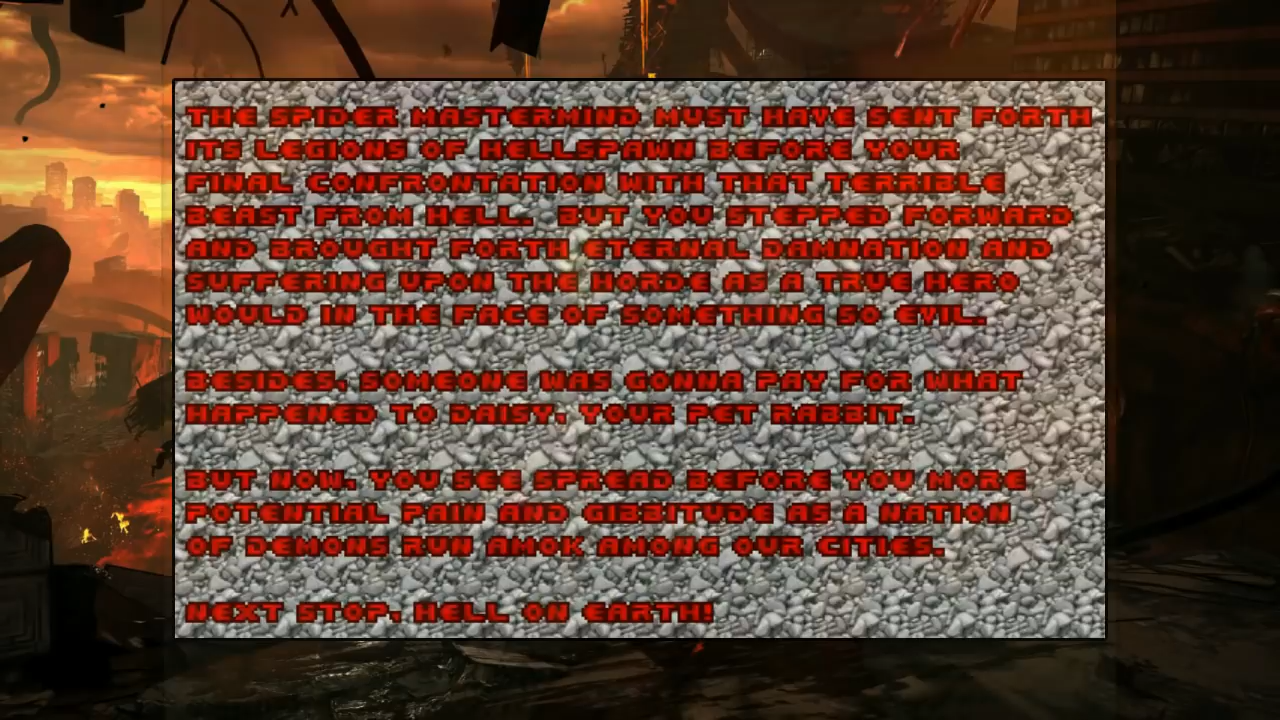 THE SPIDER MASTERMIND MUST HAVE SENT FORTH
ITS LEGIONS OF HELLSPAWN BEFORE YOUR
FINAL CONFRONTATION WITH THAT TERRIBLE
BEAST FROM HELL.  BUT YOU STEPPED FORWARD
AND BROUGHT FORTH ETERNAL DAMNATION AND
SUFFERING UPON THE HORDE AS A TRUE HERO
WOULD IN THE FACE OF SOMETHING SO EVIL.
BESIDES, SOMEONE WAS GONNA PAY FOR WHAT
HAPPENED TO DAISY, YOUR PET RABBIT.
BUT NOW, YOU SEE SPREAD BEFORE YOU MORE
POTENTIAL PAIN AND GIBBITUDE AS A NATION
OF DEMONS RUN AMOK AMONG OUR CITIES.
NEXT STOP, HELL ON EARTH!